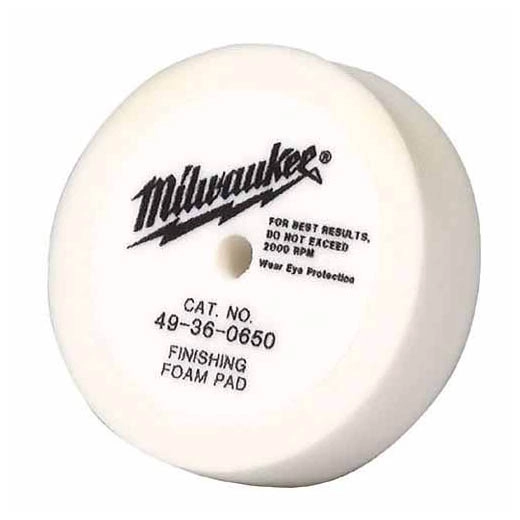 Milwaukee®
FOR BEST RESULTS,
DO NOT EXCEED
2000 RPM
Wear Eye Protection
CAT. NO.
49-36-0650
FINISHING
FOAM PAD